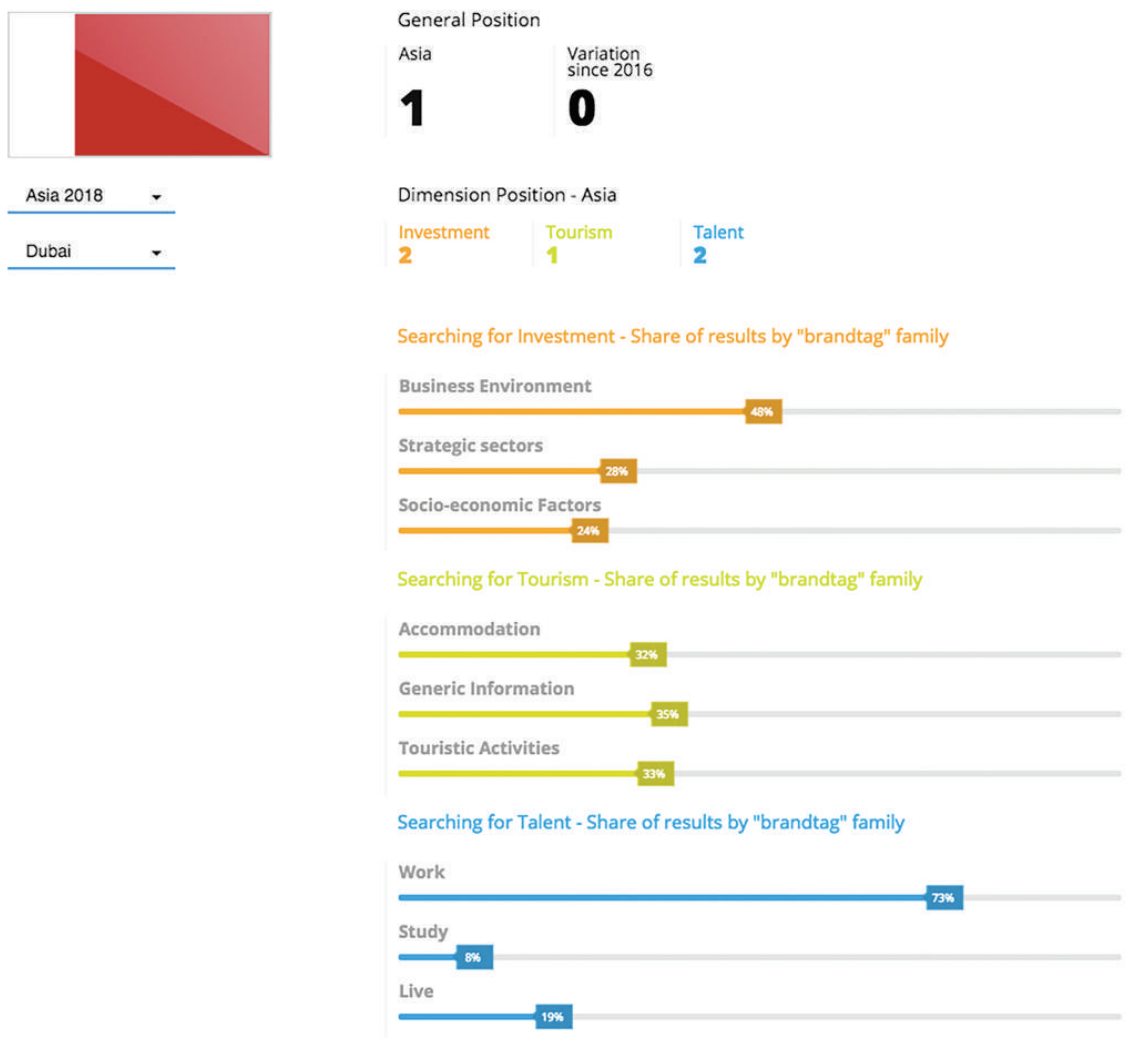 General Position
Asia
Variation
since 2016
1
0
Asia 2018
Dubai
Dimension Position - Asia
Investment
Tourism
Talent
2
1
2
Searching for Investment - Share of results by "brandtag" family
Business Environment
48%
Strategic sectors
28%
Socio-economic Factors
24%
Searching for Tourism - Share of results by "brandtag" family
Accommodation
32%
Generic Information
35%
Touristic Activities
33%
Searching for Talent - Share of results by "brandtag" family
Work
73%
Study
8%
Live
19%